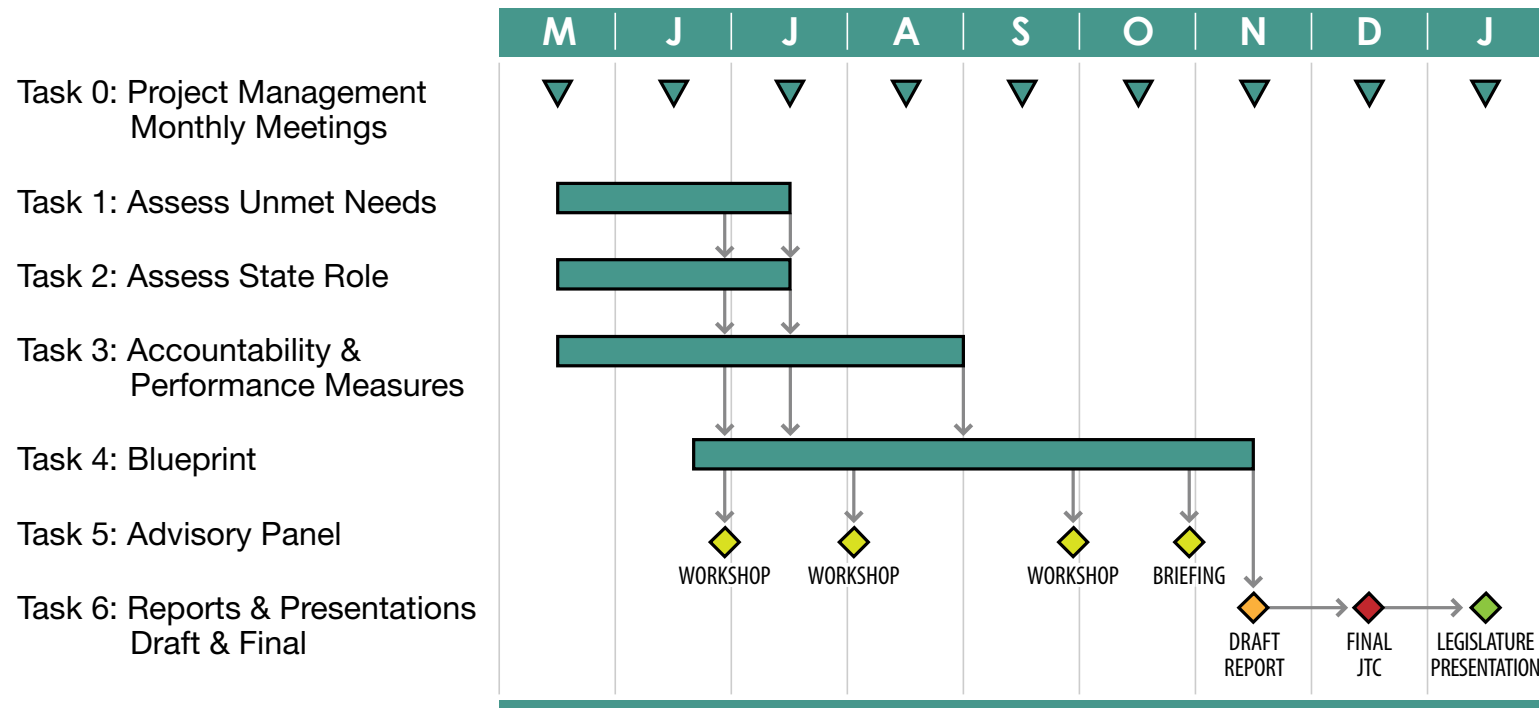 M J J A S O N D J
Task 0: Project Management
Monthly Meetings
Task 1: Assess Unmet Needs
Task 2: Assess State Role
Task 3: Accountability &
Performance Measures
Task 4: Blueprint
Task 5: Advisory Panel
WORKSHOP WORKSHOP WORKSHOP BRIEFING
Task 6: Reports & Presentations
Draft & Final
DRAFT
REPORT
FINAL
JTC
LEGISLATURE
PRESENTATION